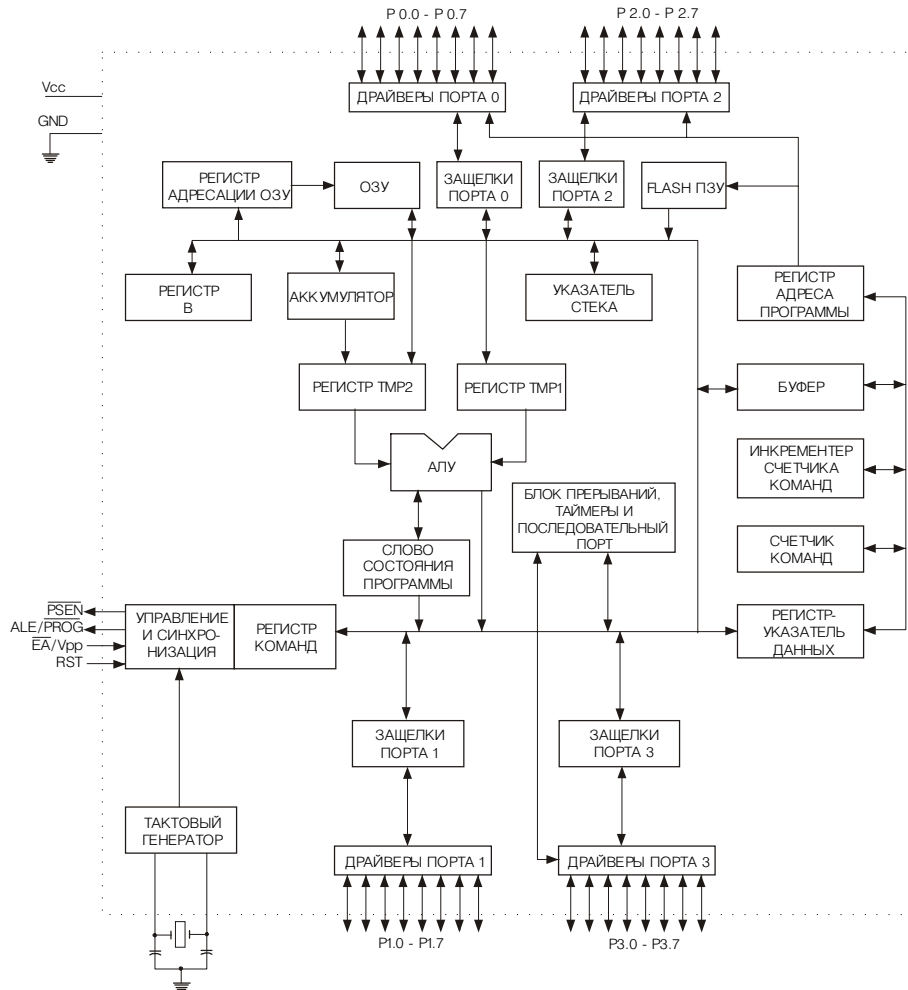 P 0.0 - P 0.7
P 2.0 - P 2.7
Vcc
GND
ДРАЙВЕРЫ ПОРТА 0
ДРАЙВЕРЫ ПОРТА 2
РЕГИСТР
АДРЕСАЦИИ ОЗУ
ОЗУ
ЗАЩЕЛКИ
ПОРТА 0
ЗАЩЕЛКИ
ПОРТА 2
FLASH ПЗУ
РЕГИСТР
В
АККУМУЛЯТОР
УКАЗАТЕЛЬ
СТЕКА
РЕГИСТР
АДРЕСА
ПРОГРАММЫ
РЕГИСТР TMP2
РЕГИСТР TMP1
БУФЕР
АЛУ
ИНКРЕМЕНТЕР
СЧЕТЧИКА
КОМАНД
БЛОК ПРЕРЫВАНИЙ,
ТАЙМЕРЫ И
ПОСЛЕДОВАТЕЛЬНЫЙ
ПОРТ
СЧЕТЧИК
КОМАНД
СЛОВО
СОСТОЯНИЯ
ПРОГРАММЫ
PSEN
ALE/PROG
EA/Vpp
RST
УПРАВЛЕНИЕ
И СИНХРО-
НИЗАЦИЯ
РЕГИСТР
КОМАНД
РЕГИСТР-
УКАЗАТЕЛЬ
ДАННЫХ
ЗАЩЕЛКИ
ПОРТА 1
ЗАЩЕЛКИ
ПОРТА 3
ТАКТОВЫЙ
ГЕНЕРАТОР
ДРАЙВЕРЫ ПОРТА 1
ДРАЙВЕРЫ ПОРТА 3
P1.0 - P1.7
P3.0 - P3.7